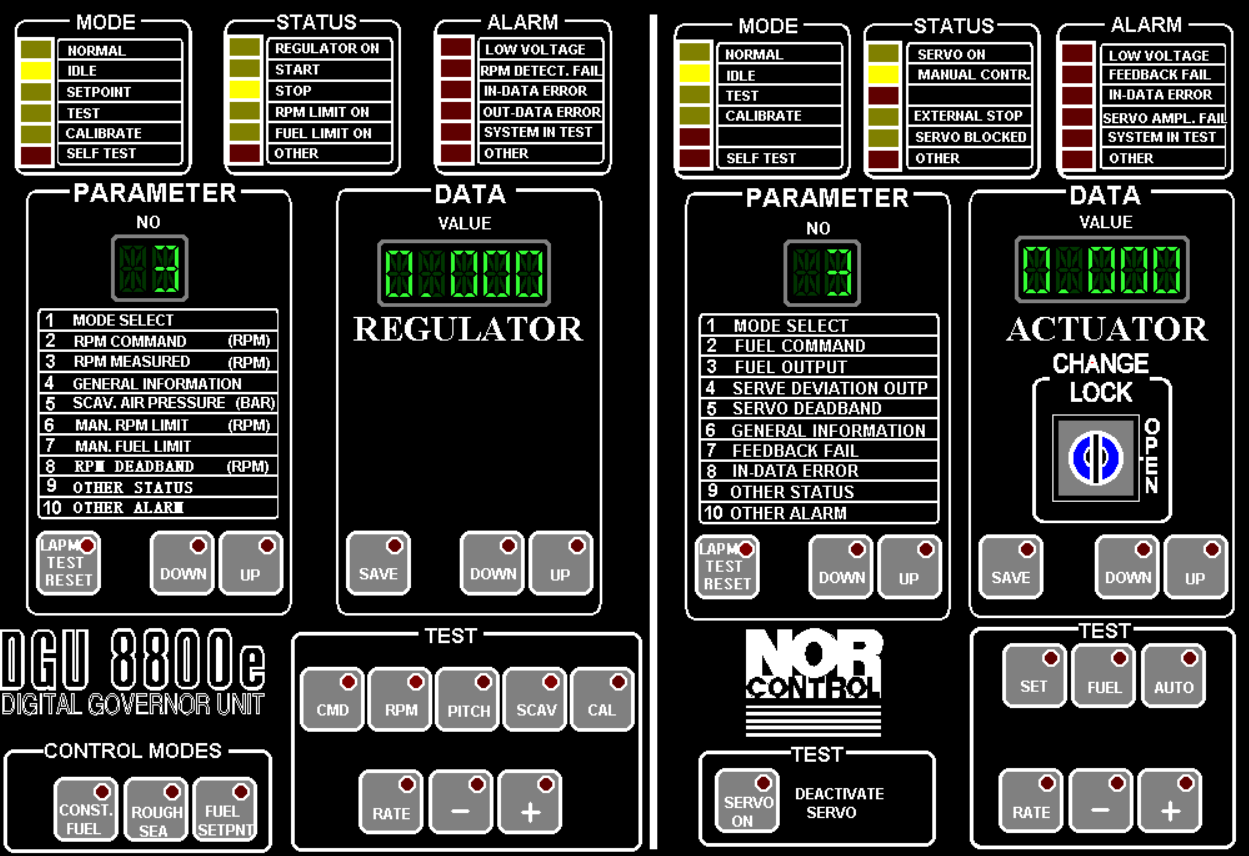 MODE
NORMAL
IDLE
SETPOINT
TEST
CALIBRATE
SELF TEST
STATUS
REGULATOR ON
START
STOP
RPM LIMIT ON
FUEL LIMIT ON
OTHER
ALARM
LOW VOLTAGE
RPM DETECT. FAIL
IN-DATA ERROR
OUT-DATA ERROR
SYSTEM IN TEST
OTHER
PARAMETER
NO
3
1 MODE SELECT
2 RPM COMMAND (RPM)
3 RPM MEASURED (RPM)
4 GENERAL INFORMATION
5 SCAV. AIR PRESSURE (BAR)
6 MAN. RPM LIMIT (RPM)
7 MAN. FUEL LIMIT
8 RPM DEADBAND (RPM)
9 OTHER STATUS
10 OTHER ALARM
LAPM
TEST
RESET
DOWN
UP
DATA
VALUE
0.000
REGULATOR
SAVE
DOWN
UP
DGU 8800e
DIGITAL GOVERNOR UNIT
CONTROL MODES
CONST.
FUEL
ROUGH
SEA
FUEL
SETPNT
TEST
CMD
RPM
PITCH
SCAV
CAL
RATE
−
+
MODE
NORMAL
IDLE
TEST
CALIBRATE
SELF TEST
STATUS
SERVO ON
MANUAL CONTR.
EXTERNAL STOP
SERVO BLOCKED
OTHER
ALARM
LOW VOLTAGE
FEEDBACK FAIL
IN-DATA ERROR
SERVO AMPL. FAIL
SYSTEM IN TEST
OTHER
PARAMETER
NO
3
1 MODE SELECT
2 FUEL COMMAND
3 FUEL OUTPUT
4 SERVE DEVIATION OUTP
5 SERVO DEADBAND
6 GENERAL INFORMATION
7 FEEDBACK FAIL
8 IN-DATA ERROR
9 OTHER STATUS
10 OTHER ALARM
LAPM
TEST
RESET
DOWN
UP
DATA
VALUE
0.000
ACTUATOR
CHANGE
LOCK
OPEN
SAVE
DOWN
UP
NOR
CONTROL
TEST
SERVO
ON
DEACTIVATE
SERVO
TEST
SET
FUEL
AUTO
RATE
−
+